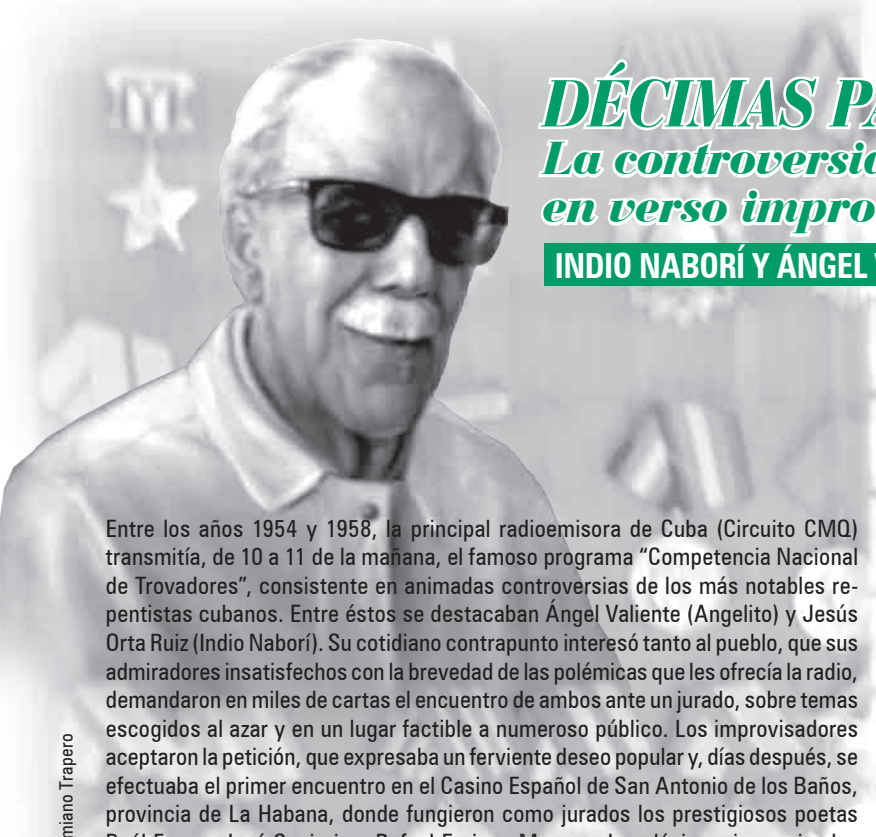 DÉCIMAS
La controversia
en verso
INDIO NABORÍ Y ÁNGEL
Entre los años 1954 y 1958, la principal radioemisora de Cuba (Circuito CMQ)
transmitía, de 10 a 11 de la mañana, el famoso programa “Competencia Nacional
de Trovadores”, consistente en animadas controversias de los más notables re-
pentistas cubanos. Entre éstos se destacaban Ángel Valiente (Angelito) y Jesús
Orta Ruiz (Indio Naborí). Su cotidiano contrapunto interesó tanto al pueblo, que sus
admiradores insatisfechos con la brevedad de las polémicas que les ofrecía la radio,
demandaron en miles de cartas el encuentro de ambos ante un jurado, sobre temas
escogidos al azar y en un lugar factible a numeroso público. Los improvisadores
aceptaron la petición, que expresaba un ferviente deseo popular y, días después, se
efectuaba el primer encuentro en el Casino Español de San Antonio de los Baños,
provincia de La Habana, donde fungieron como jurados los prestigiosos poetas
Trapero